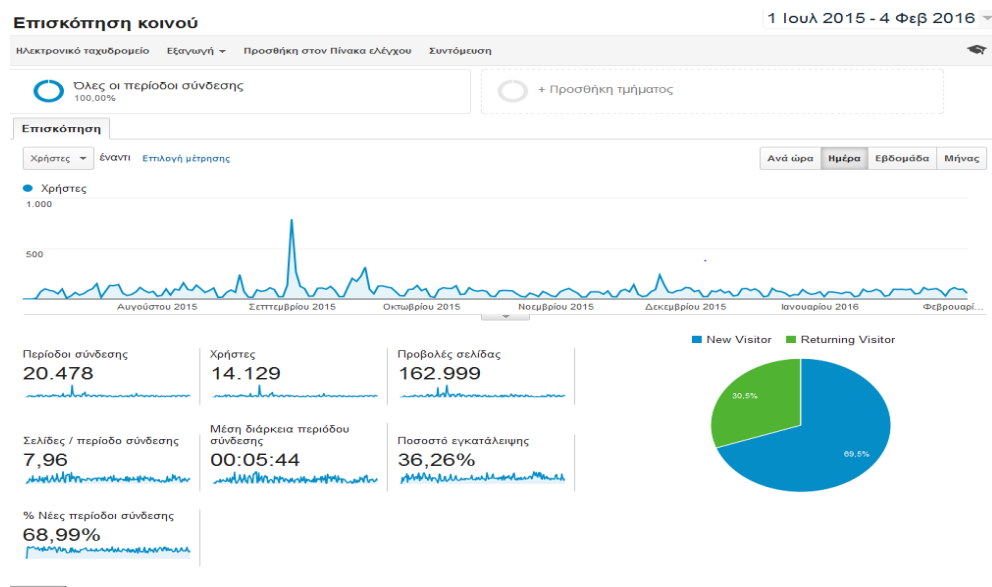 Επισκόπηση κοινού
1 Ιουλ 2015 - 4 Φεβ 2016
Ηλεκτρονικό ταχυδρομείο Εξαγωγή Προσθήκη στον Πίνακα ελέγχου Συντόμευση
Όλες οι περίοδοι σύνδεσης
100,00%
+ Προσθήκη τμήματος
Επισκόπηση
Χρήστες έναντι Επιλογή μέτρησης
Ανά ώρα Ημέρα Εβδομάδα Μήνας
Χρήστες
1.000
500
Αυγούστου 2015 Σεπτεμβρίου 2015 Οκτωβρίου 2015 Νοεμβρίου 2015 Δεκεμβρίου 2015 Ιανουαρίου 2016 Φεβρουαρί...
Περίοδοι σύνδεσης
20.478
Χρήστες
14.129
Προβολές σελίδας
162.999
Σελίδες / περίοδο σύνδεσης
7,96
Μέση διάρκεια περιόδου
σύνδεσης
00:05:44
Ποσοστό εγκατάλειψης
36,26%
% Νέες περίοδοι σύνδεσης
68,99%
New Visitor Returning Visitor
30,5%
69,5%